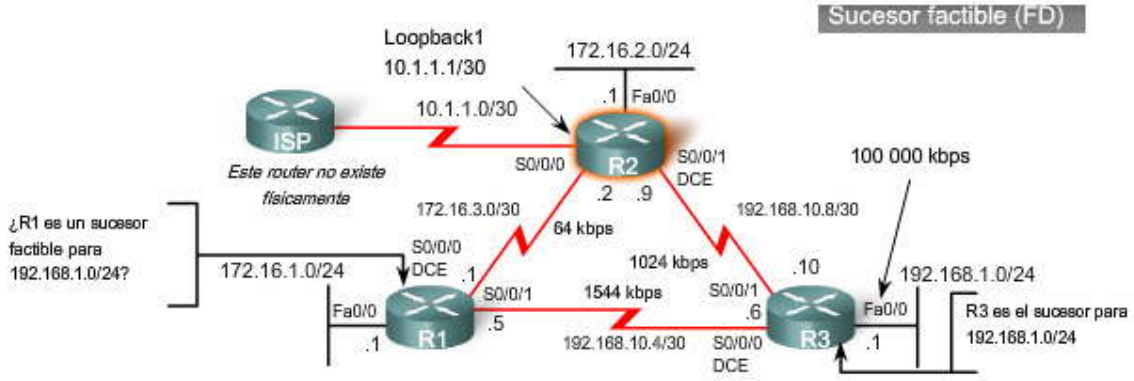 Sucesor factible (FD)
Loopback1
10.1.1.1/30
172.16.2.0/24
.1
Fa0/0
10.1.1.0/30
ISP
Este router no existe
físicamente
S0/0/0
R2
S0/0/1
DCE
.2
.9
100 000 kbps
172.16.3.0/30
64 kbps
192.168.10.8/30
¿R1 es un sucesor
factible para
192.168.1.0/24?
172.16.1.0/24
S0/0/0
DCE
.1
1024 kbps
.10
192.168.1.0/24
Fa0/0
.1
R1
S0/0/1
.5
1544 kbps
192.168.10.4/30
S0/0/1
.6
S0/0/0
DCE
R3
Fa0/0
.1
R3 es el sucesor para
192.168.1.0/24